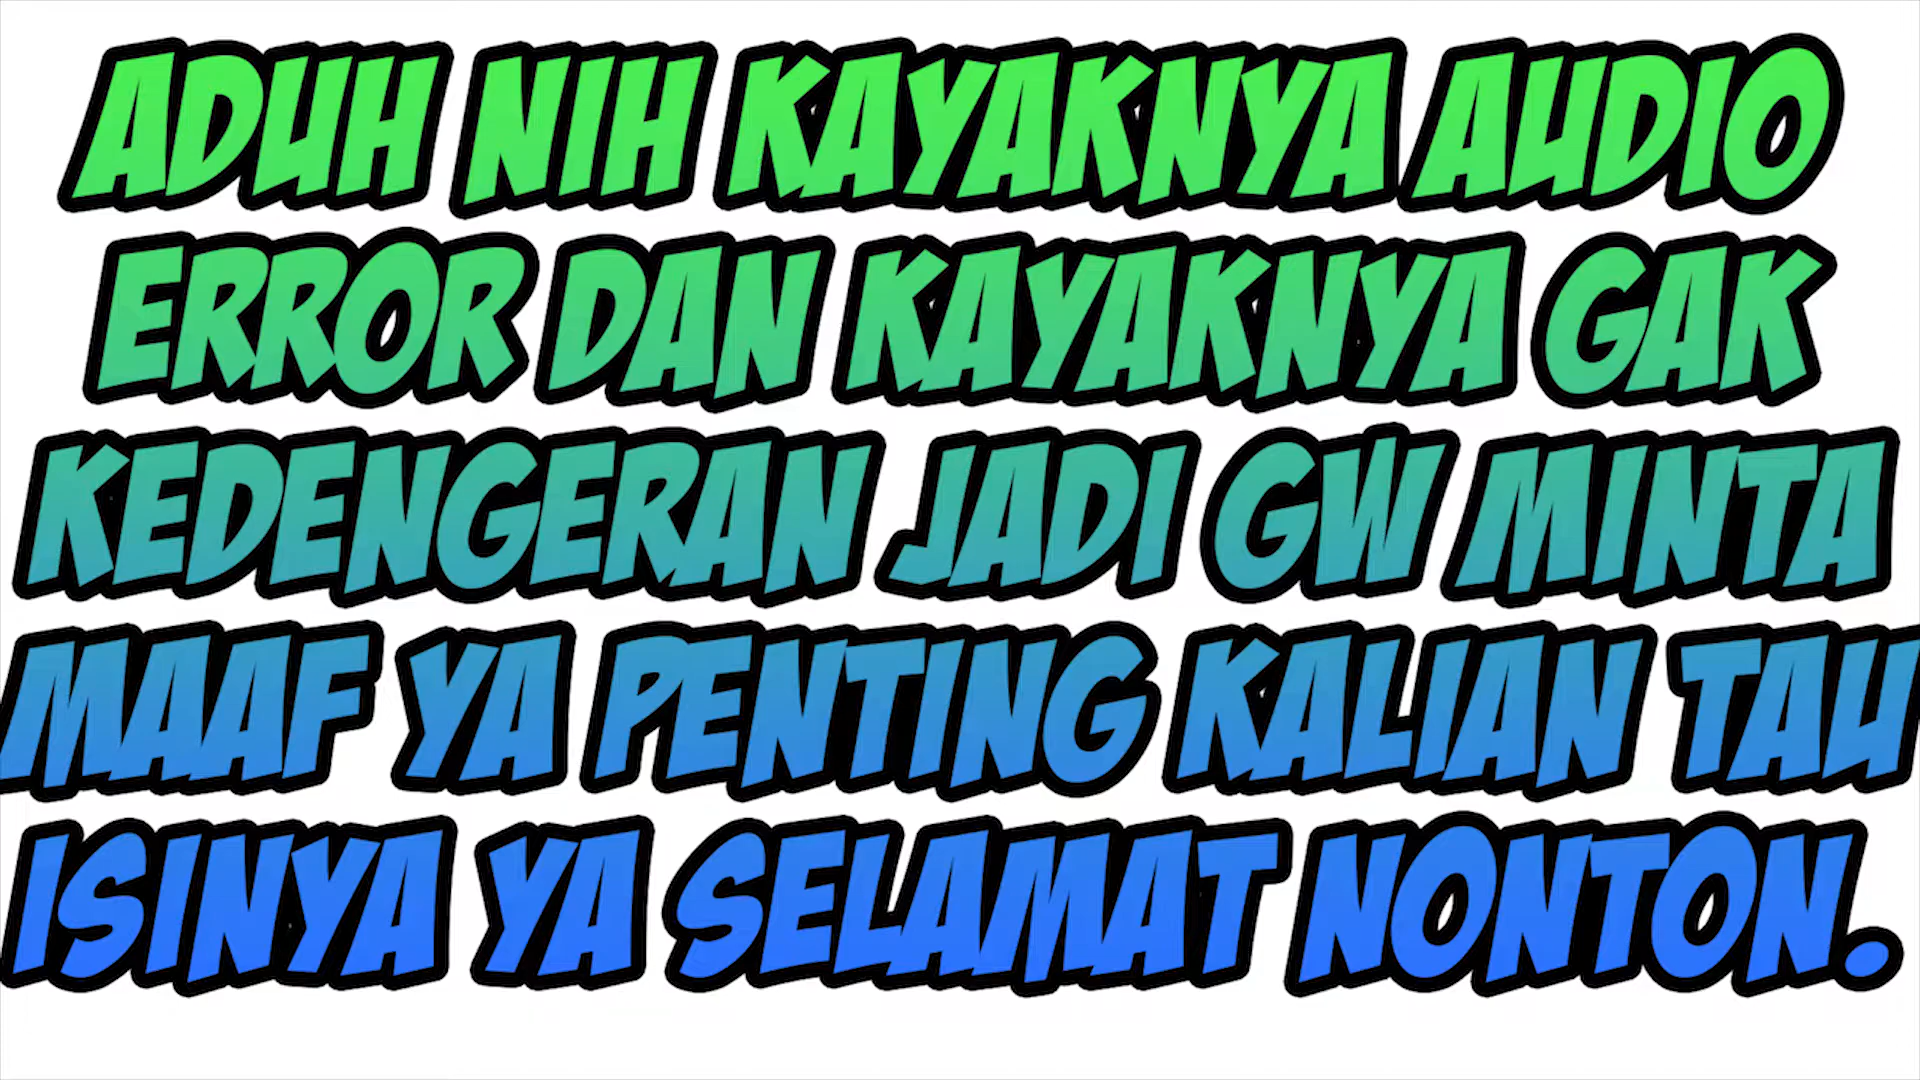 ADUH NIH KAYAKNYA AUDIO
ERROR DAN KAYAKNYA GAK
KEDENGERAN JADI GW MINTA
MAAF YA PENTING KALIAN TAU
ISINYA YA SELAMAT NONTON.